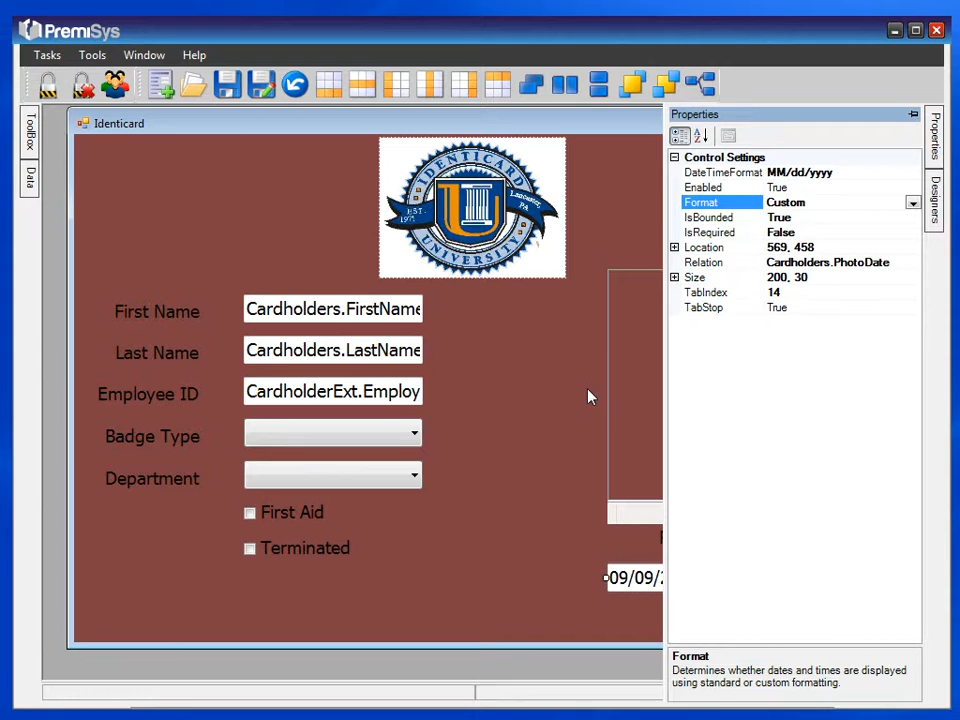 PremiSys
Tasks Tools Window Help
ToolBox
Data
Identicard
IDENTICARD
EST. 1975
Lancaster, PA
UNIVERSITY
First Name Cardholders.FirstName
Last Name Cardholders.LastName
Employee ID CardholderExt.Employ
Badge Type
Department
First Aid
Terminated
09/09/2
Properties
Control Settings
DateTimeFormat MM/dd/yyyy
Enabled True
Format Custom
IsBounded True
IsRequired False
Location 569, 458
Relation Cardholders.PhotoDate
Size 200, 30
TabIndex 14
TabStop True
Format
Determines whether dates and times are displayed
using standard or custom formatting.
Properties
Designers